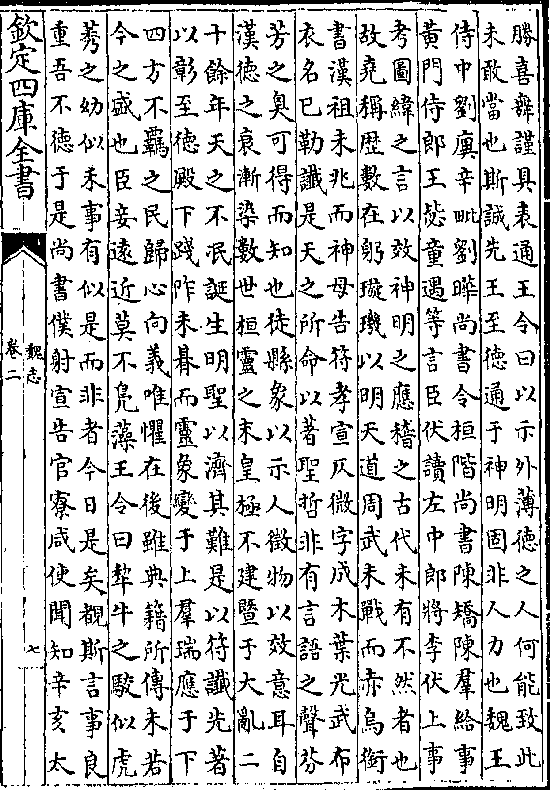 勝喜踴謹具表通王令曰以示外薄德之人何能致此
未敢當也斯誠先王至德通于神明固非人力也魏王
侍中劉廙辛毗劉曄尚書令桓階尚書陳矯陳羣給事
黃門侍郎王毖童遇等言臣伏讀左中郎將李伏上事
考圖緯之言以效神明之應稽之古代未有不然者也
故堯稱歷數在躬璇璣以明天道周武未戰而赤烏銜
書漢祖未兆而神母告符孝宣仄微字成木葉光武布
衣名已勒讖是天之所命以著聖哲非有言語之聲芬
芳之臭可得而知也徒縣象以示人徵物以效意耳自
漢德之衰漸染數世桓靈之末皇極不建暨于大亂二
十餘年天之不泯誕生明聖以濟其難是以符讖先著
以彰至德殿下踐阼未朞而靈象變于上羣瑞應于下
四方不羈之民歸心向義唯懼在後雖典籍所傳未若
今之盛也臣妾遠近莫不鳧藻王令曰犂牛之駮似虎
莠之幼似禾事有似是而非者今日是矣覩斯言事良
重吾不德于是尚書僕射宣告官寮咸使聞知辛亥太
欽定四庫全書
魏志
卷二
七